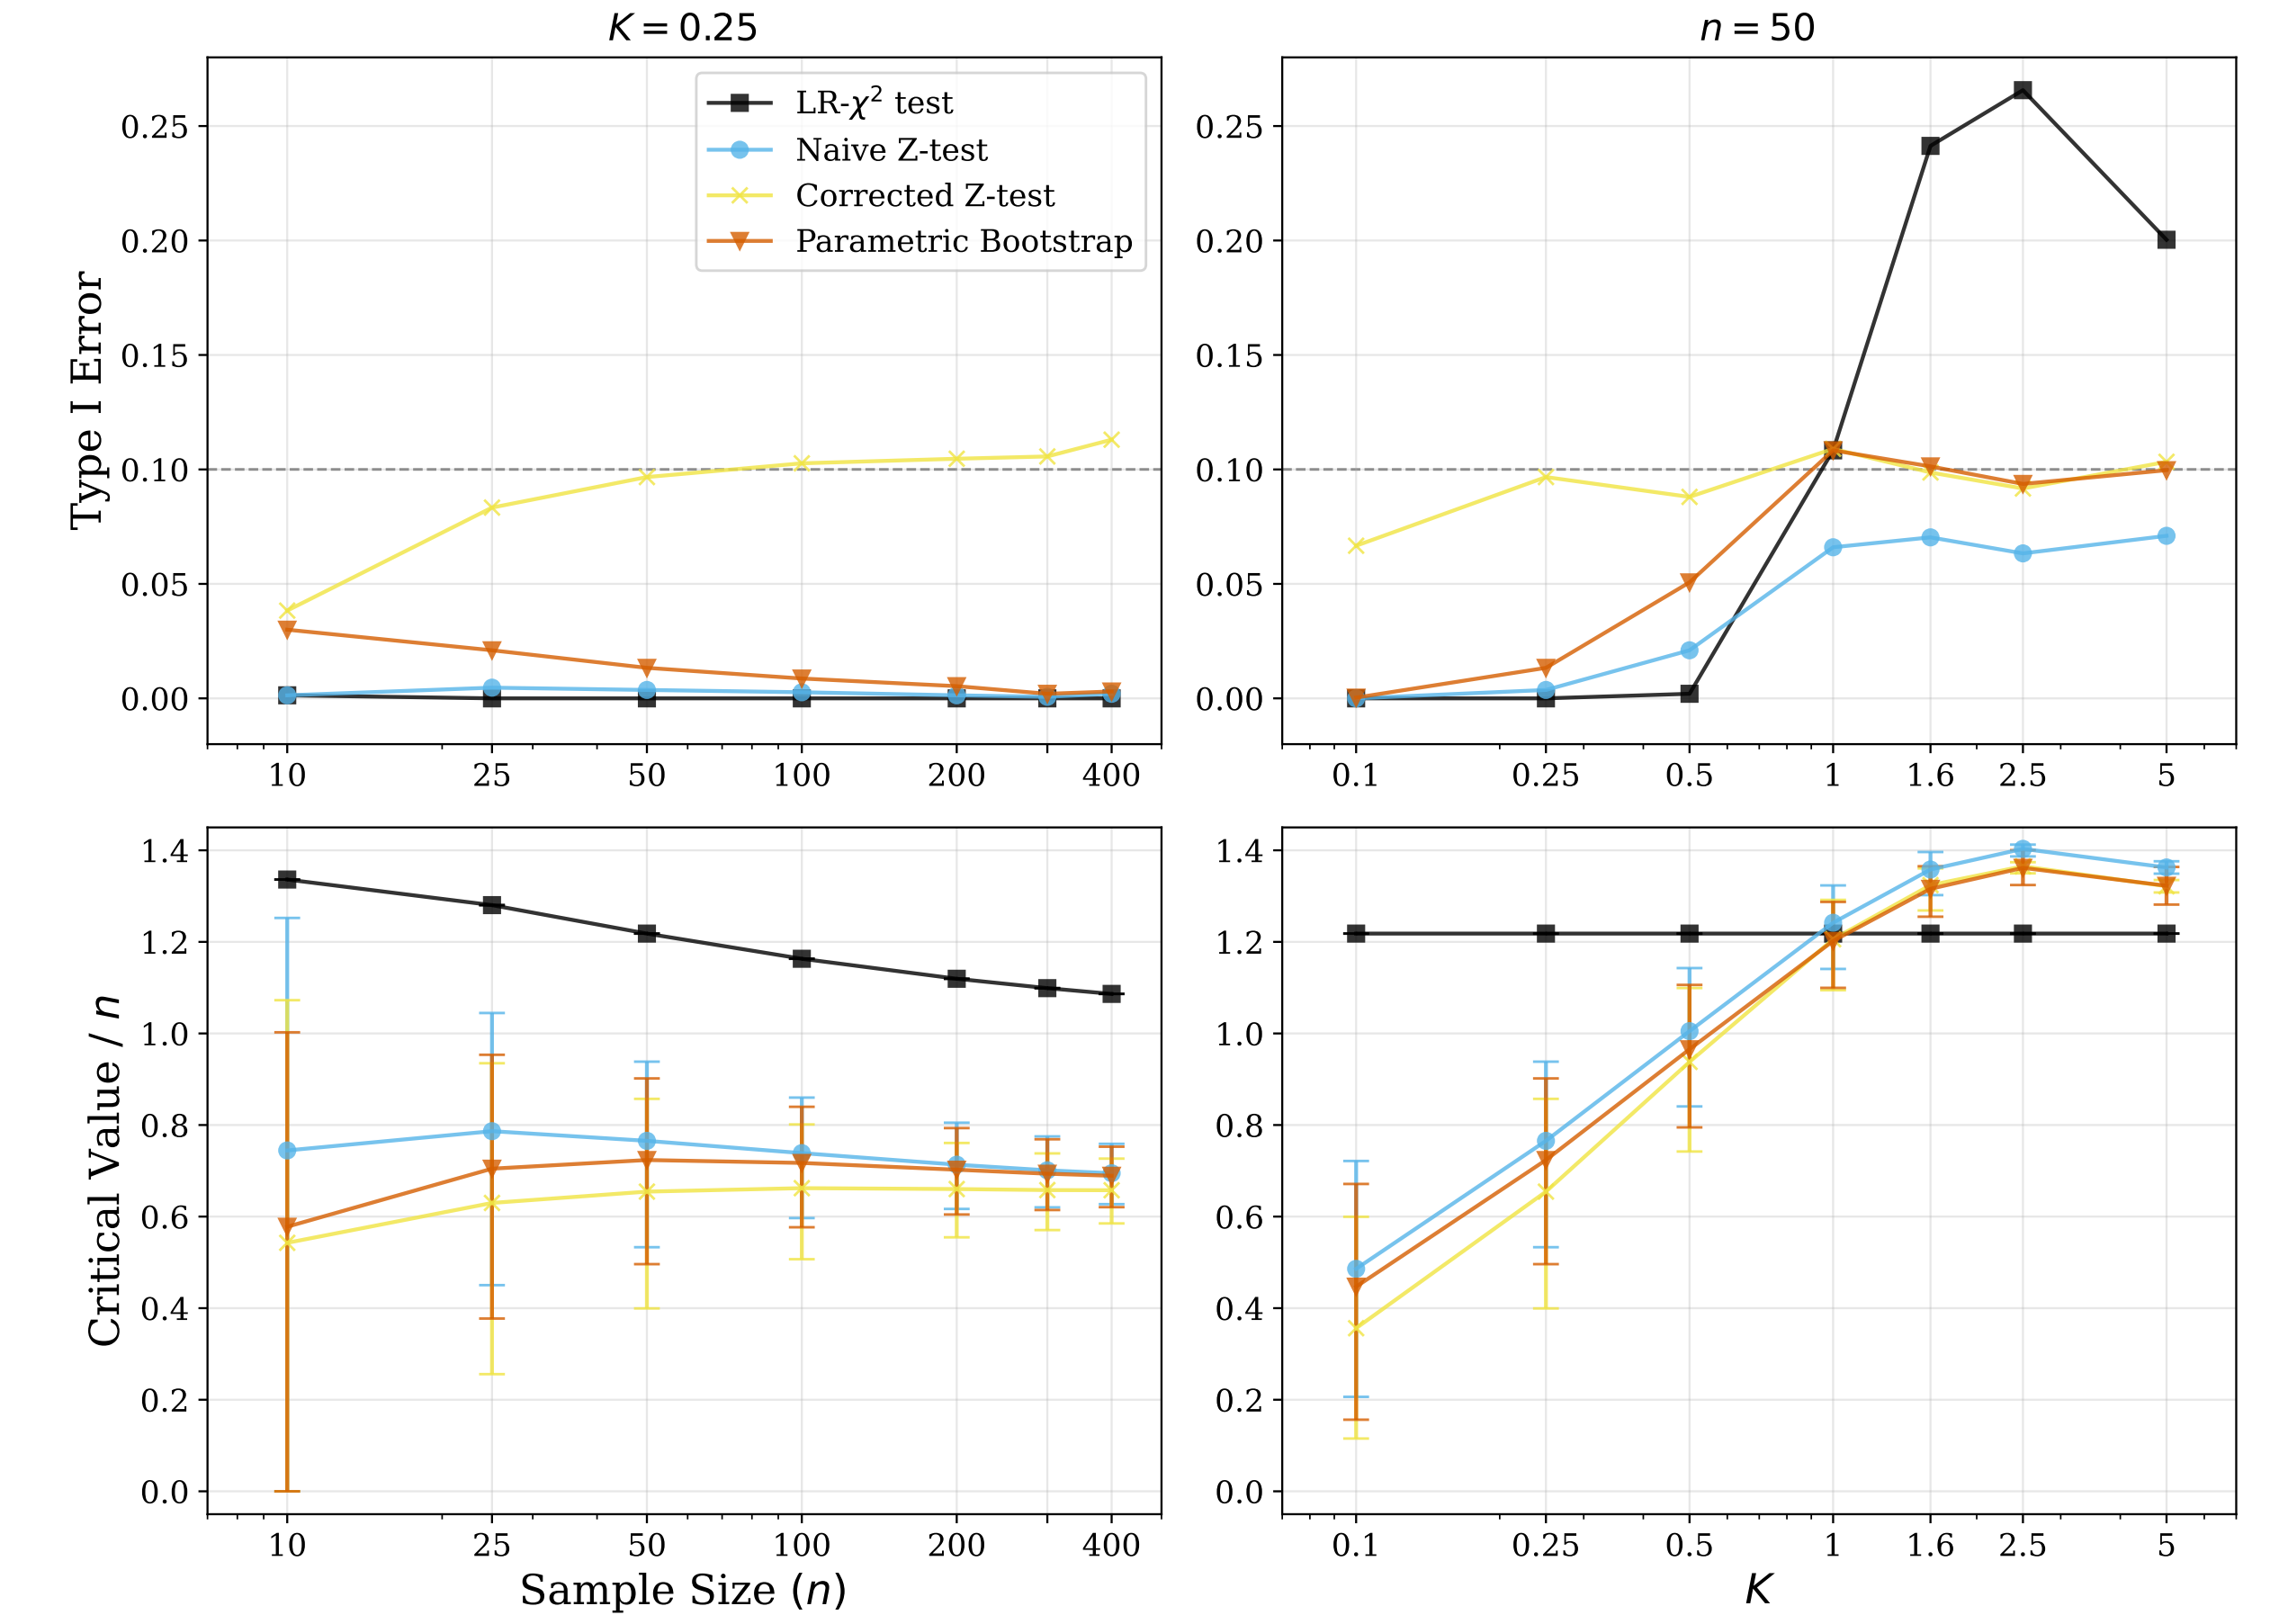 K = 0.25
n = 50
Type I Error
0.25
0.20
0.15
0.10
0.05
0.00
LR-χ² test
Naive Z-test
Corrected Z-test
Parametric Bootstrap
10 25 50 100 200 400
0.25
0.20
0.15
0.10
0.05
0.00
0.1 0.25 0.5 1 1.6 2.5 5
Critical Value / n
1.4
1.2
1.0
0.8
0.6
0.4
0.2
0.0
10 25 50 100 200 400
Sample Size (n)
1.4
1.2
1.0
0.8
0.6
0.4
0.2
0.0
0.1 0.25 0.5 1 1.6 2.5 5
K